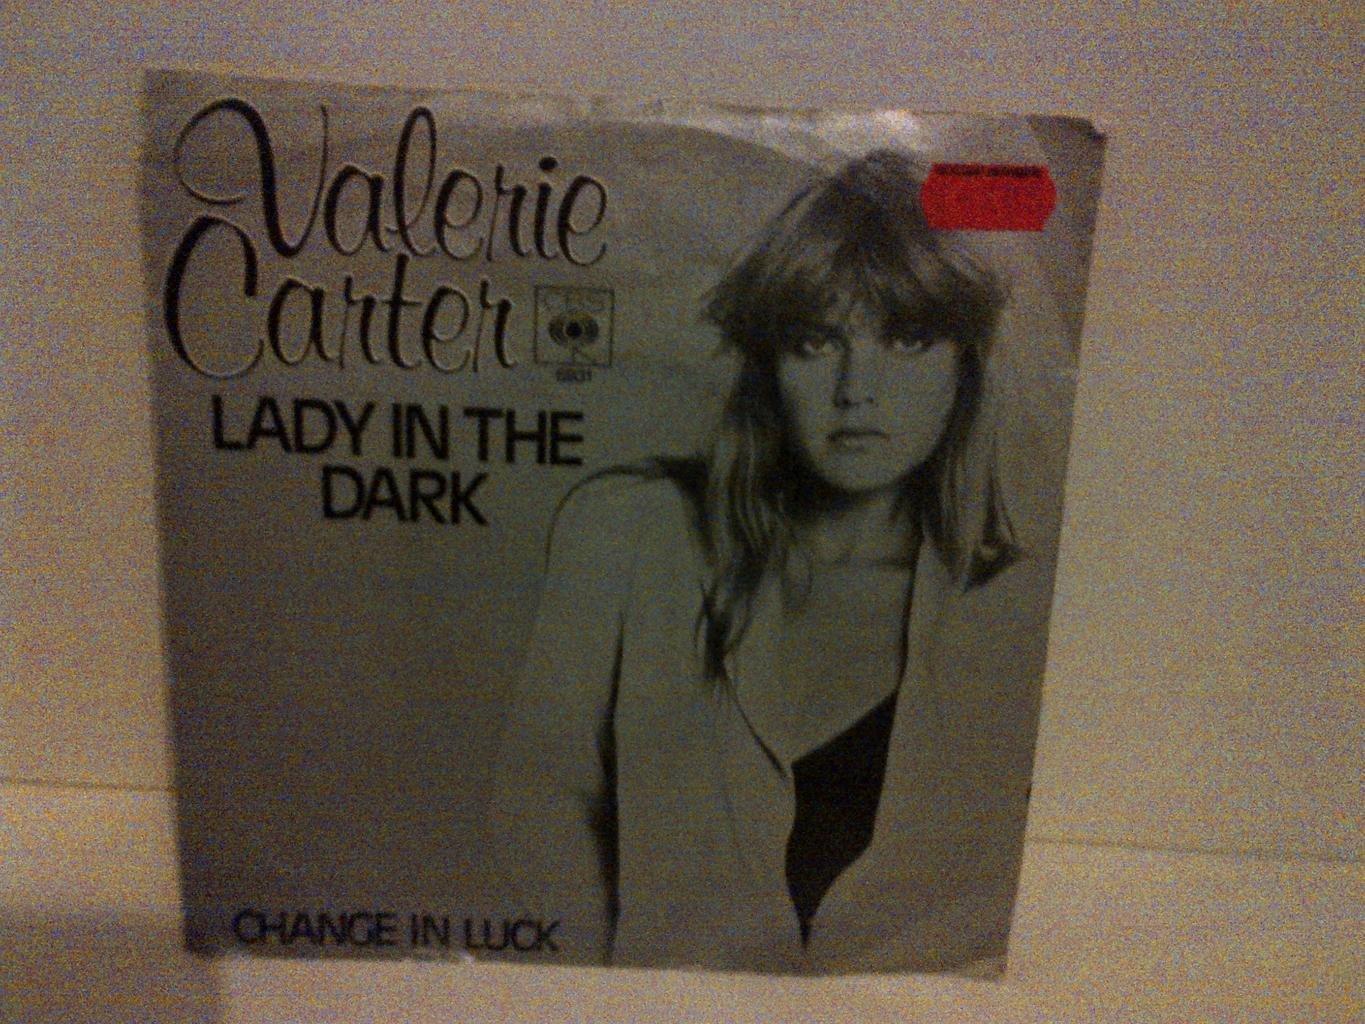 Valerie
Carter
CBS
LADY IN THE
DARK
CHANGE IN LUCK